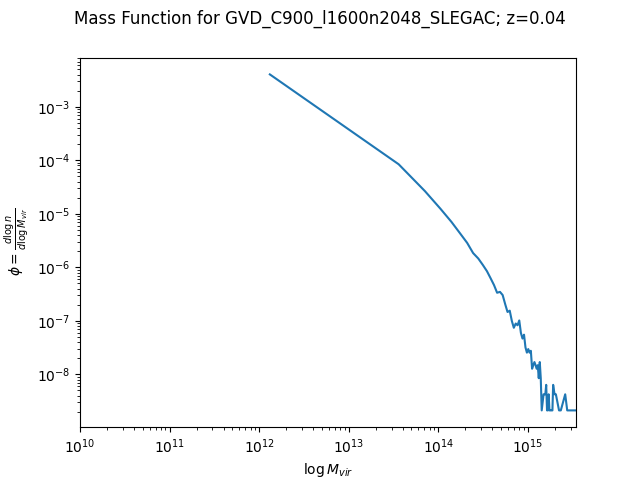 Mass Function for GVD_C900_l1600n2048_SLEGAC; z=0.04
10⁻³
10⁻⁴
10⁻⁵
10⁻⁶
10⁻⁷
10⁻⁸
ϕ = d log n / d log M_vir
10¹⁰ 10¹¹ 10¹² 10¹³ 10¹⁴ 10¹⁵
log M_vir